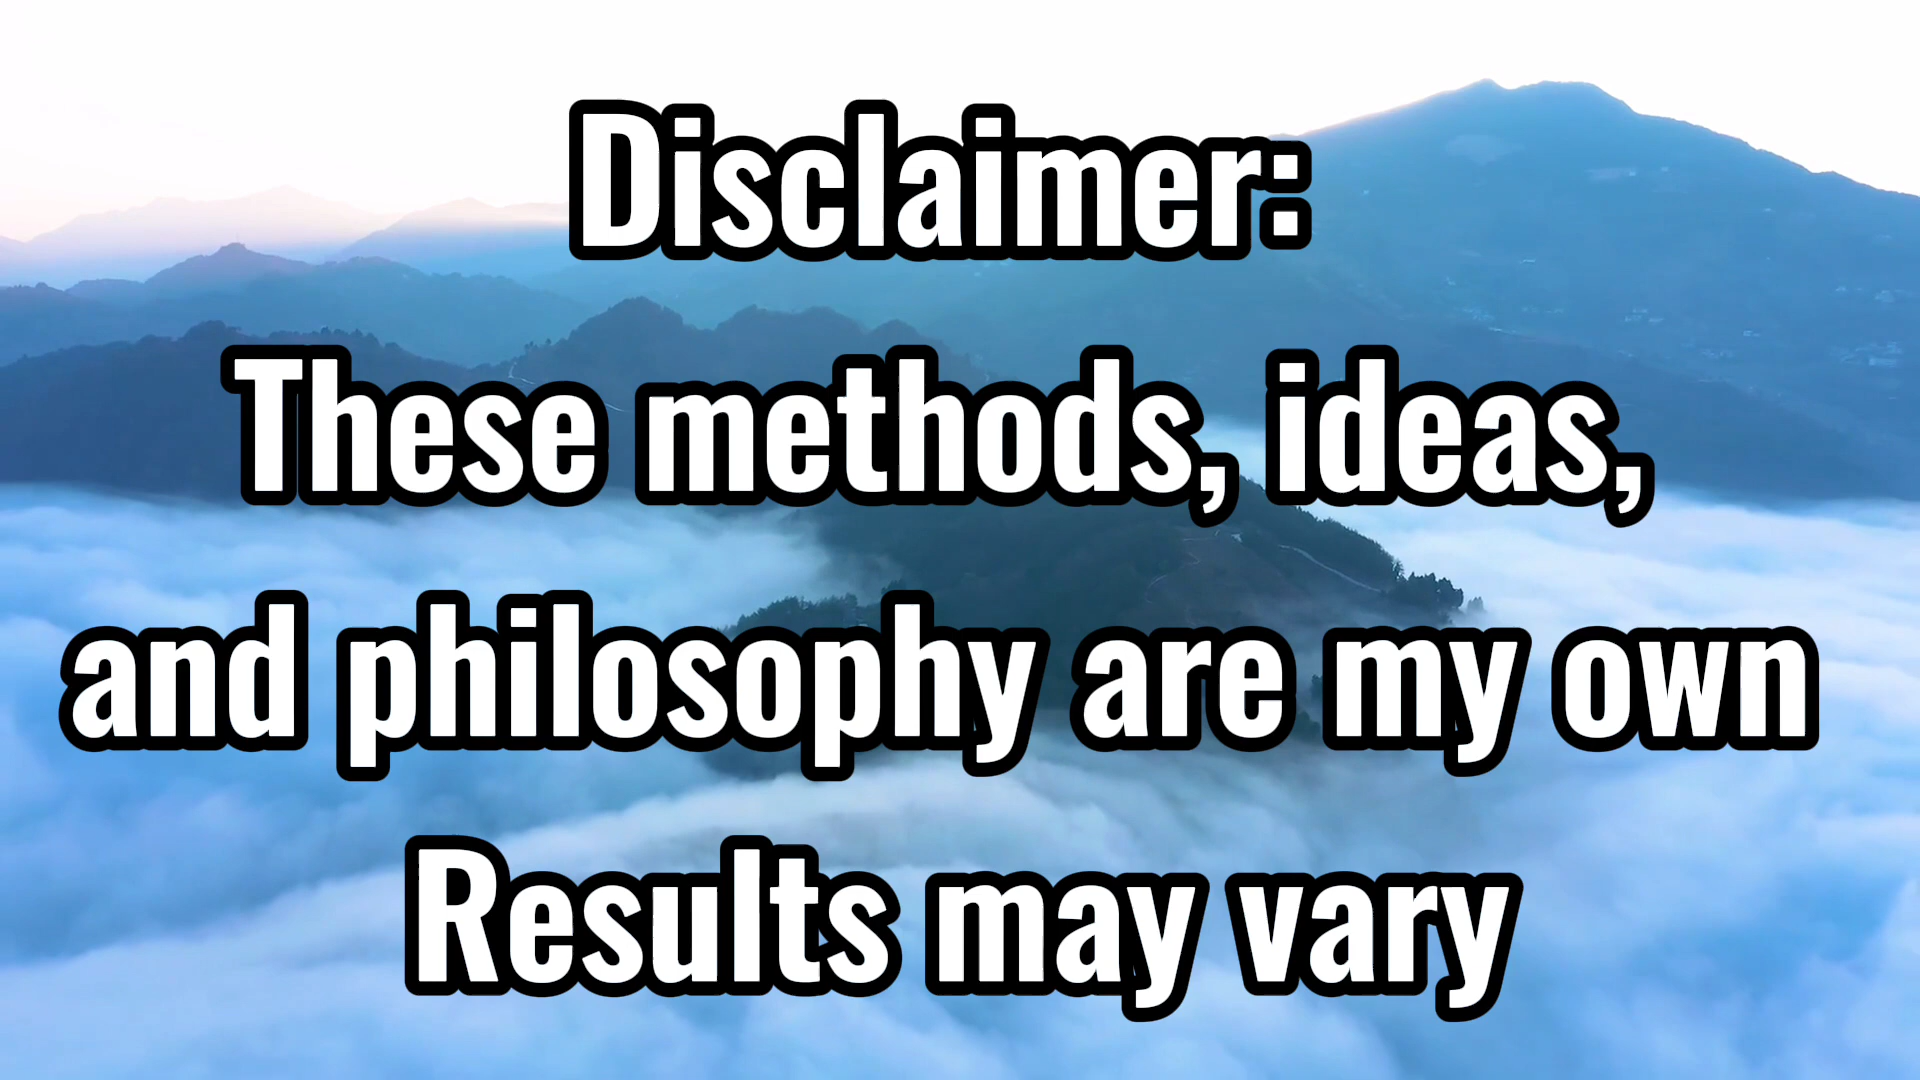 Disclaimer:
These methods, ideas,
and philosophy are my own
Results may vary